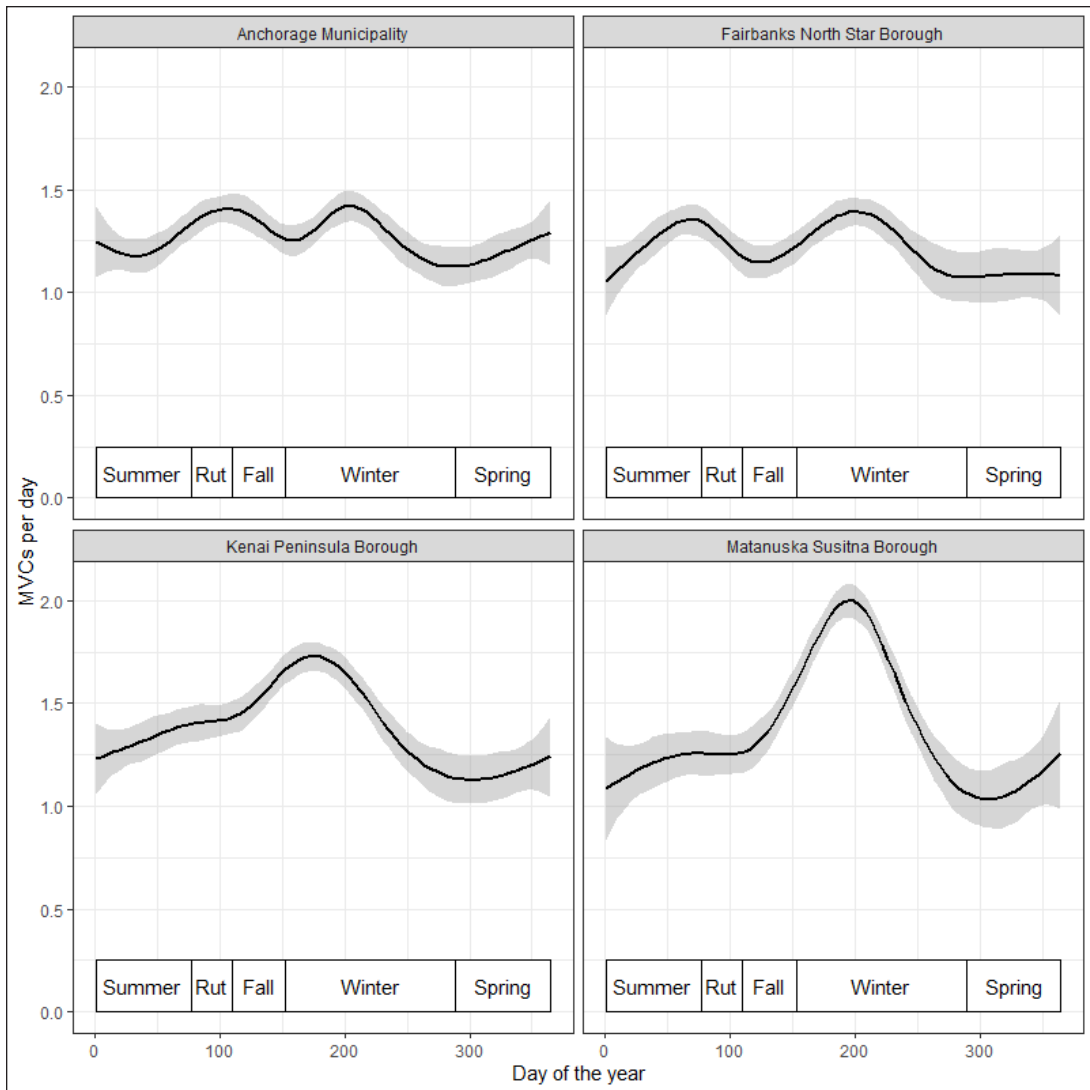 Anchorage Municipality
Fairbanks North Star Borough
2.0
1.5
1.0
0.5
0.0
Summer Rut Fall Winter Spring
Summer Rut Fall Winter Spring
MVCs per day
Kenai Peninsula Borough
Matanuska Susitna Borough
2.0
1.5
1.0
0.5
0.0
Summer Rut Fall Winter Spring
Summer Rut Fall Winter Spring
0 100 200 300
0 100 200 300
Day of the year